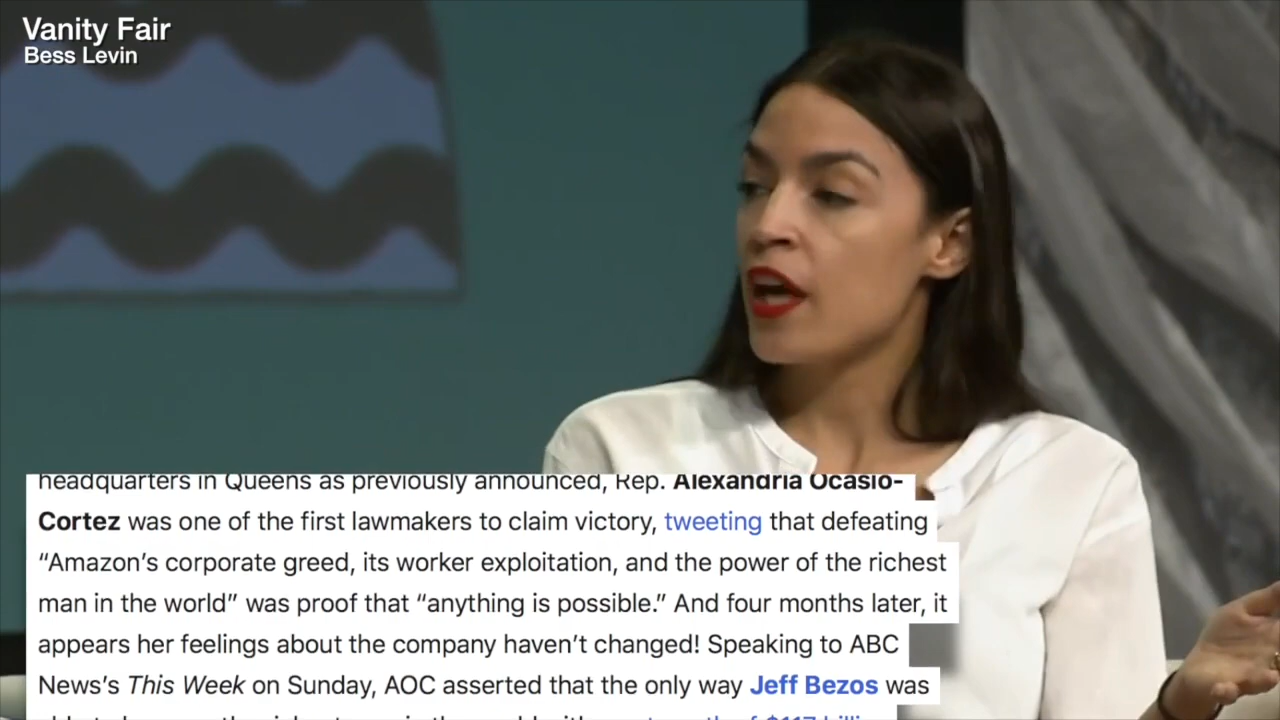 Vanity Fair
Bess Levin
headquarters in Queens as previously announced, Rep. Alexandria Ocasio-
Cortez was one of the first lawmakers to claim victory, tweeting that defeating
“Amazon’s corporate greed, its worker exploitation, and the power of the richest
man in the world” was proof that “anything is possible.” And four months later, it
appears her feelings about the company haven’t changed! Speaking to ABC
News’s This Week on Sunday, AOC asserted that the only way Jeff Bezos was